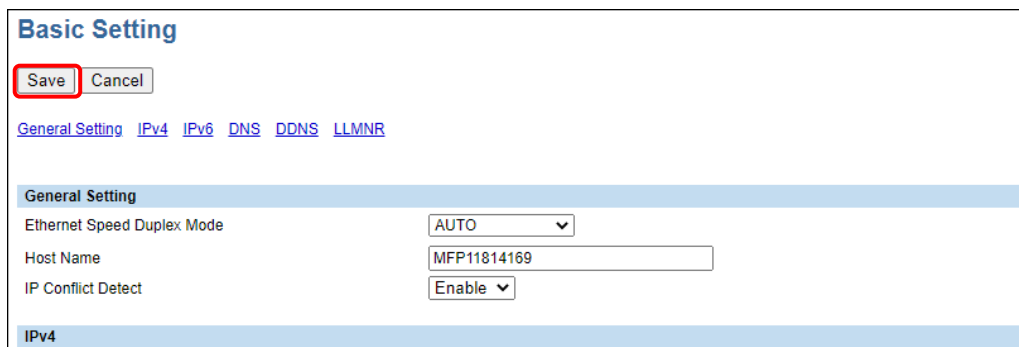 Basic Setting
Save Cancel
General Setting IPv4 IPv6 DNS DDNS LLMNR
General Setting
Ethernet Speed Duplex Mode AUTO
Host Name MFP11814169
IP Conflict Detect Enable
IPv4